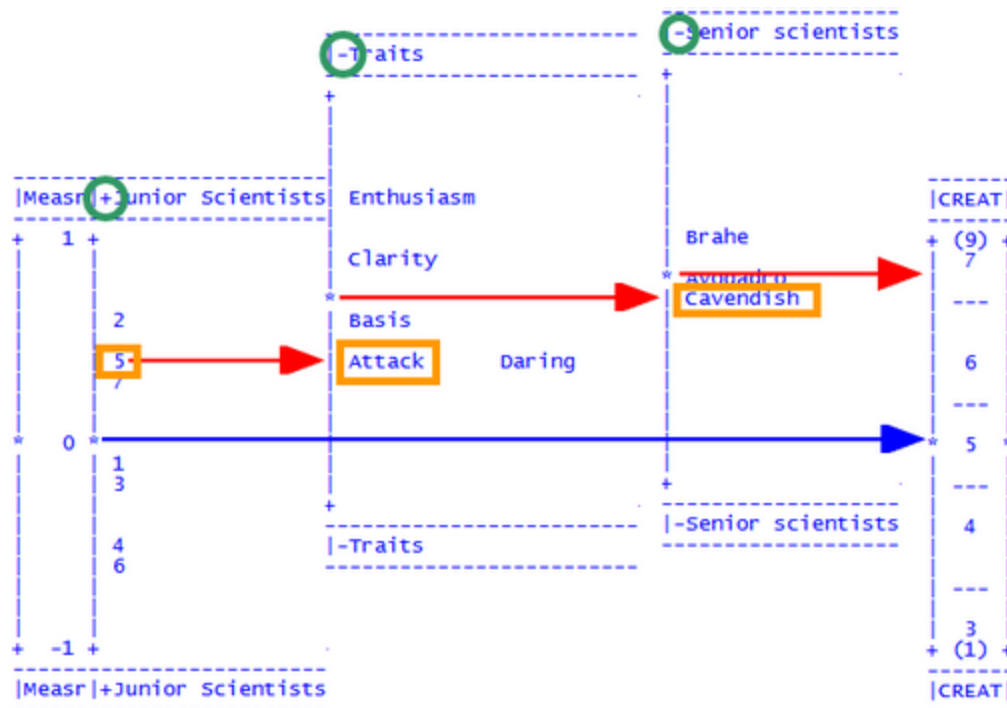 |-Senior scientists
|-Traits
|Measr|+Junior Scientists| Enthusiasm |CREAT|
+ 1 + Brahe + (9) +
7
Clarity
* Avogadro
* Cavendish ---
2 Basis
5 Attack Daring 6
7
---
* 0 * * 5 *
1
3 + ---
+
|-Senior scientists
4 |-Traits 4
6
---
3
+ -1 + + (1) +
|Measr|+Junior Scientists |CREAT|